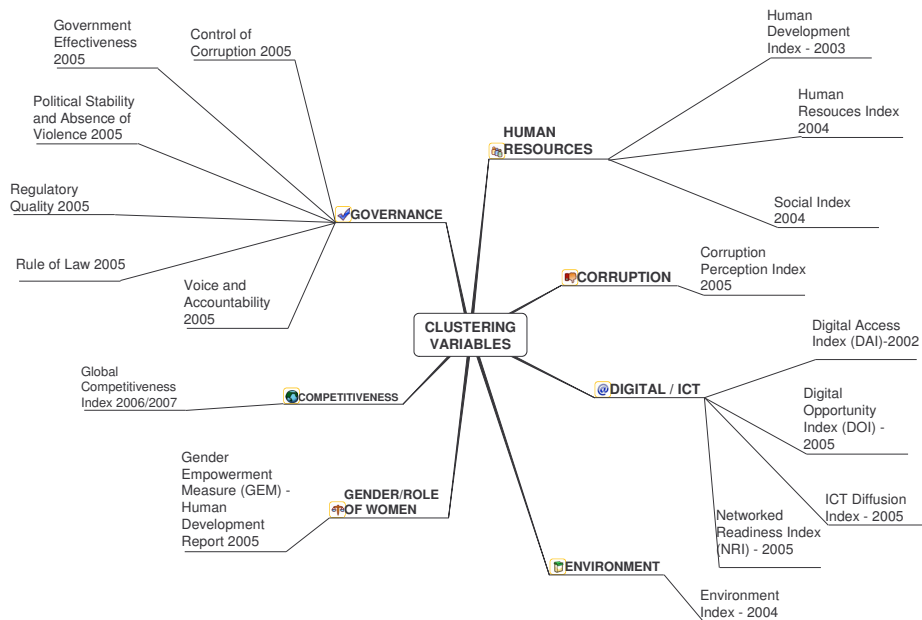 CLUSTERING
VARIABLES
HUMAN
RESOURCES
Human
Development
Index - 2003
Human
Resouces Index
2004
Social Index
2004
CORRUPTION
Corruption
Perception Index
2005
DIGITAL / ICT
Digital Access
Index (DAI)-2002
Digital
Opportunity
Index (DOI) -
2005
ICT Diffusion
Index - 2005
Networked
Readiness Index
(NRI) - 2005
ENVIRONMENT
Environment
Index - 2004
GENDER/ROLE
OF WOMEN
Gender
Empowerment
Measure (GEM) -
Human
Development
Report 2005
COMPETITIVENESS
Global
Competitiveness
Index 2006/2007
GOVERNANCE
Control of
Corruption 2005
Government
Effectiveness
2005
Political Stability
and Absence of
Violence 2005
Regulatory
Quality 2005
Rule of Law 2005
Voice and
Accountability
2005